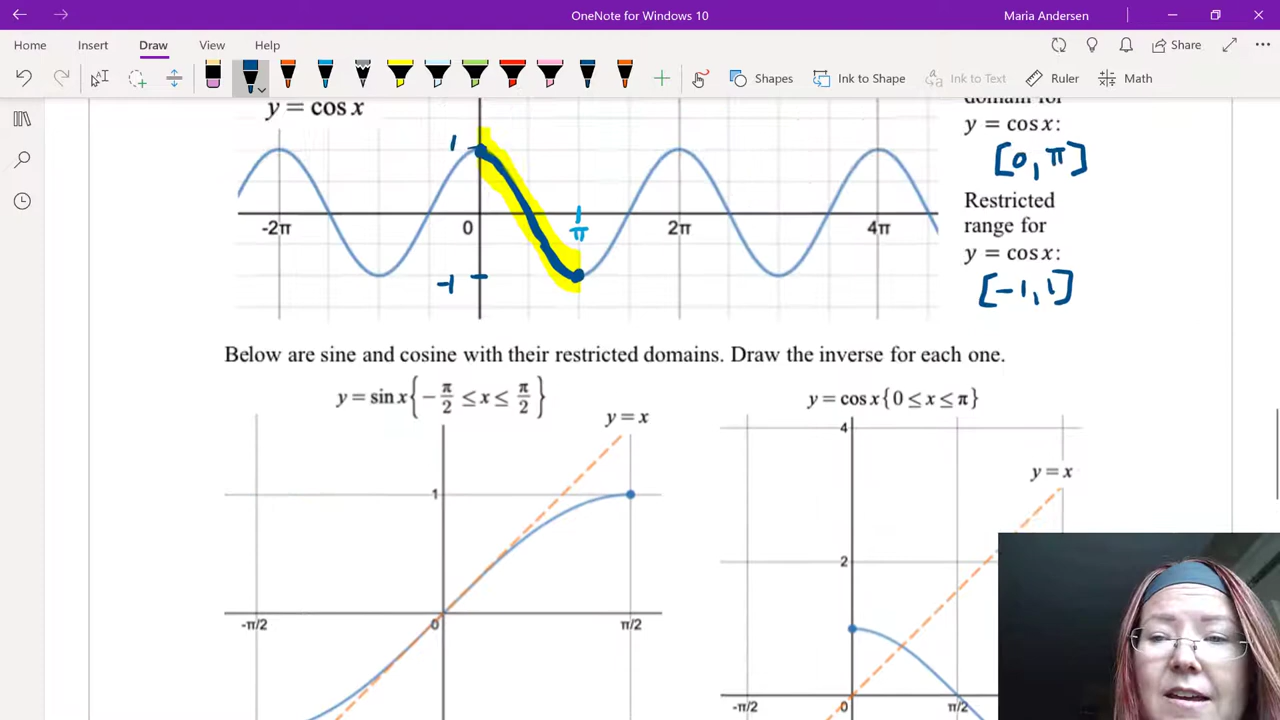 OneNote for Windows 10
Maria Andersen
Home Insert Draw View Help
Share
Shapes Ink to Shape Ink to Text Ruler Math
y = cos x
domain for
y = cos x:
[0, π]
Restricted
range for
y = cos x:
[-1, 1]
1
-2π 0 π 2π 4π
-1
Below are sine and cosine with their restricted domains. Draw the inverse for each one.
y = sin x {-π/2 ≤ x ≤ π/2}
y = x
1
-π/2 0 π/2
y = cos x {0 ≤ x ≤ π}
4
y = x
2
-π/2 0 π/2